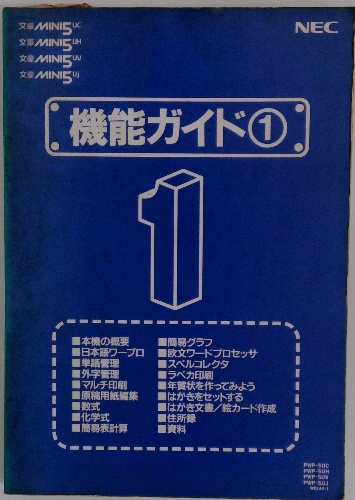 文豪MINI5UC
文豪MINI5UH
文豪MINI5UV
文豪MINI5UJ
NEC
機能ガイド①
1
■本機の概要
■日本語ワープロ
■単語管理
■外字管理
■マルチ印刷
■原稿用紙編集
■数式
■化学式
■簡易表計算
■簡易グラフ
■欧文ワードプロセッサ
■スペルコレクタ
■ラベル印刷
■年賀状を作ってみよう
■はがきをセットする
■はがき文書/絵カード作成
■住所録
■資料
PWP-5UC
PWP-5UH
PWP-5UV
PWP-5UJ